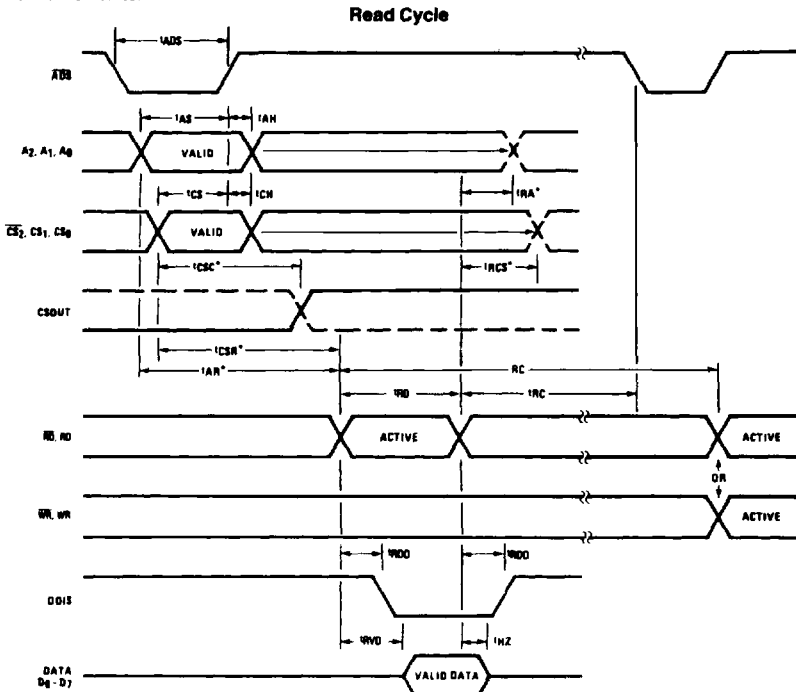 Read Cycle
tADS
ADS
tAS
tAH
A2, A1, A0
VALID
tRA*
tCS
tCH
CS2, CS1, CS0
VALID
tCSC*
tRCS*
CSOUT
tCSR*
tAR*
RC
tRD
tRC
RD, RD
ACTIVE
ACTIVE
OR
WR, WR
ACTIVE
tRDD
tRDD
DDIS
tRVD
tHZ
DATA
D0 - D7
VALID DATA